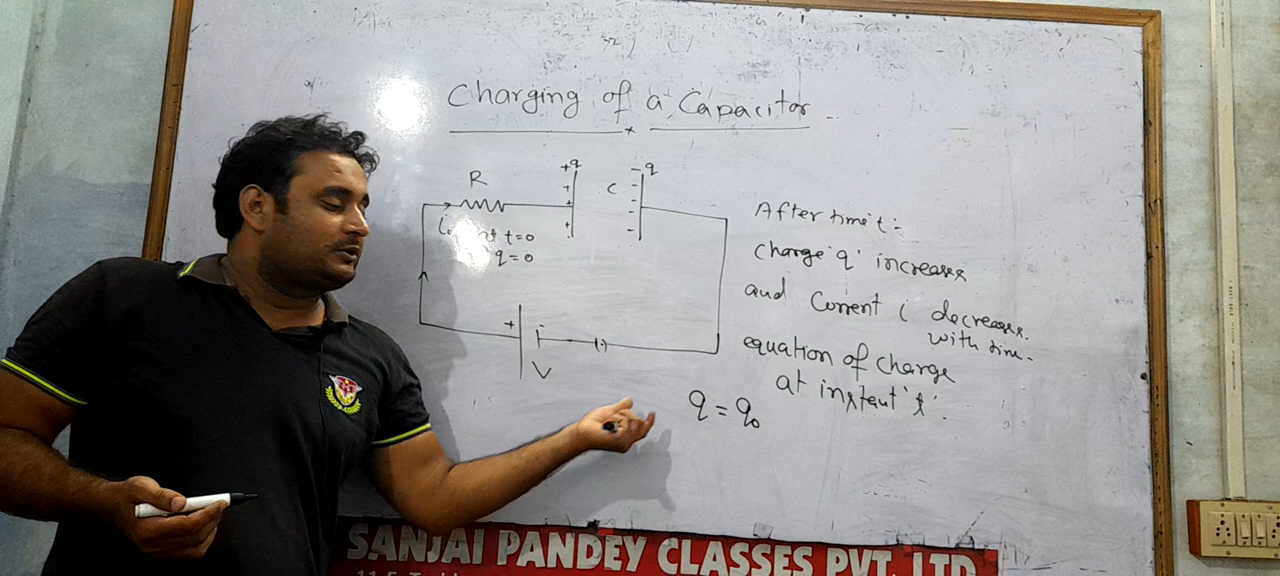 Charging of a Capacitor
+q
-q
R
C
t=0
q=0
+
-
V
After time 't':-
Charge 'q' increases
and Current i decreases
with time.
equation of charge
at instant 't'.
q = q₀
SANJAI PANDEY CLASSES PVT. LTD